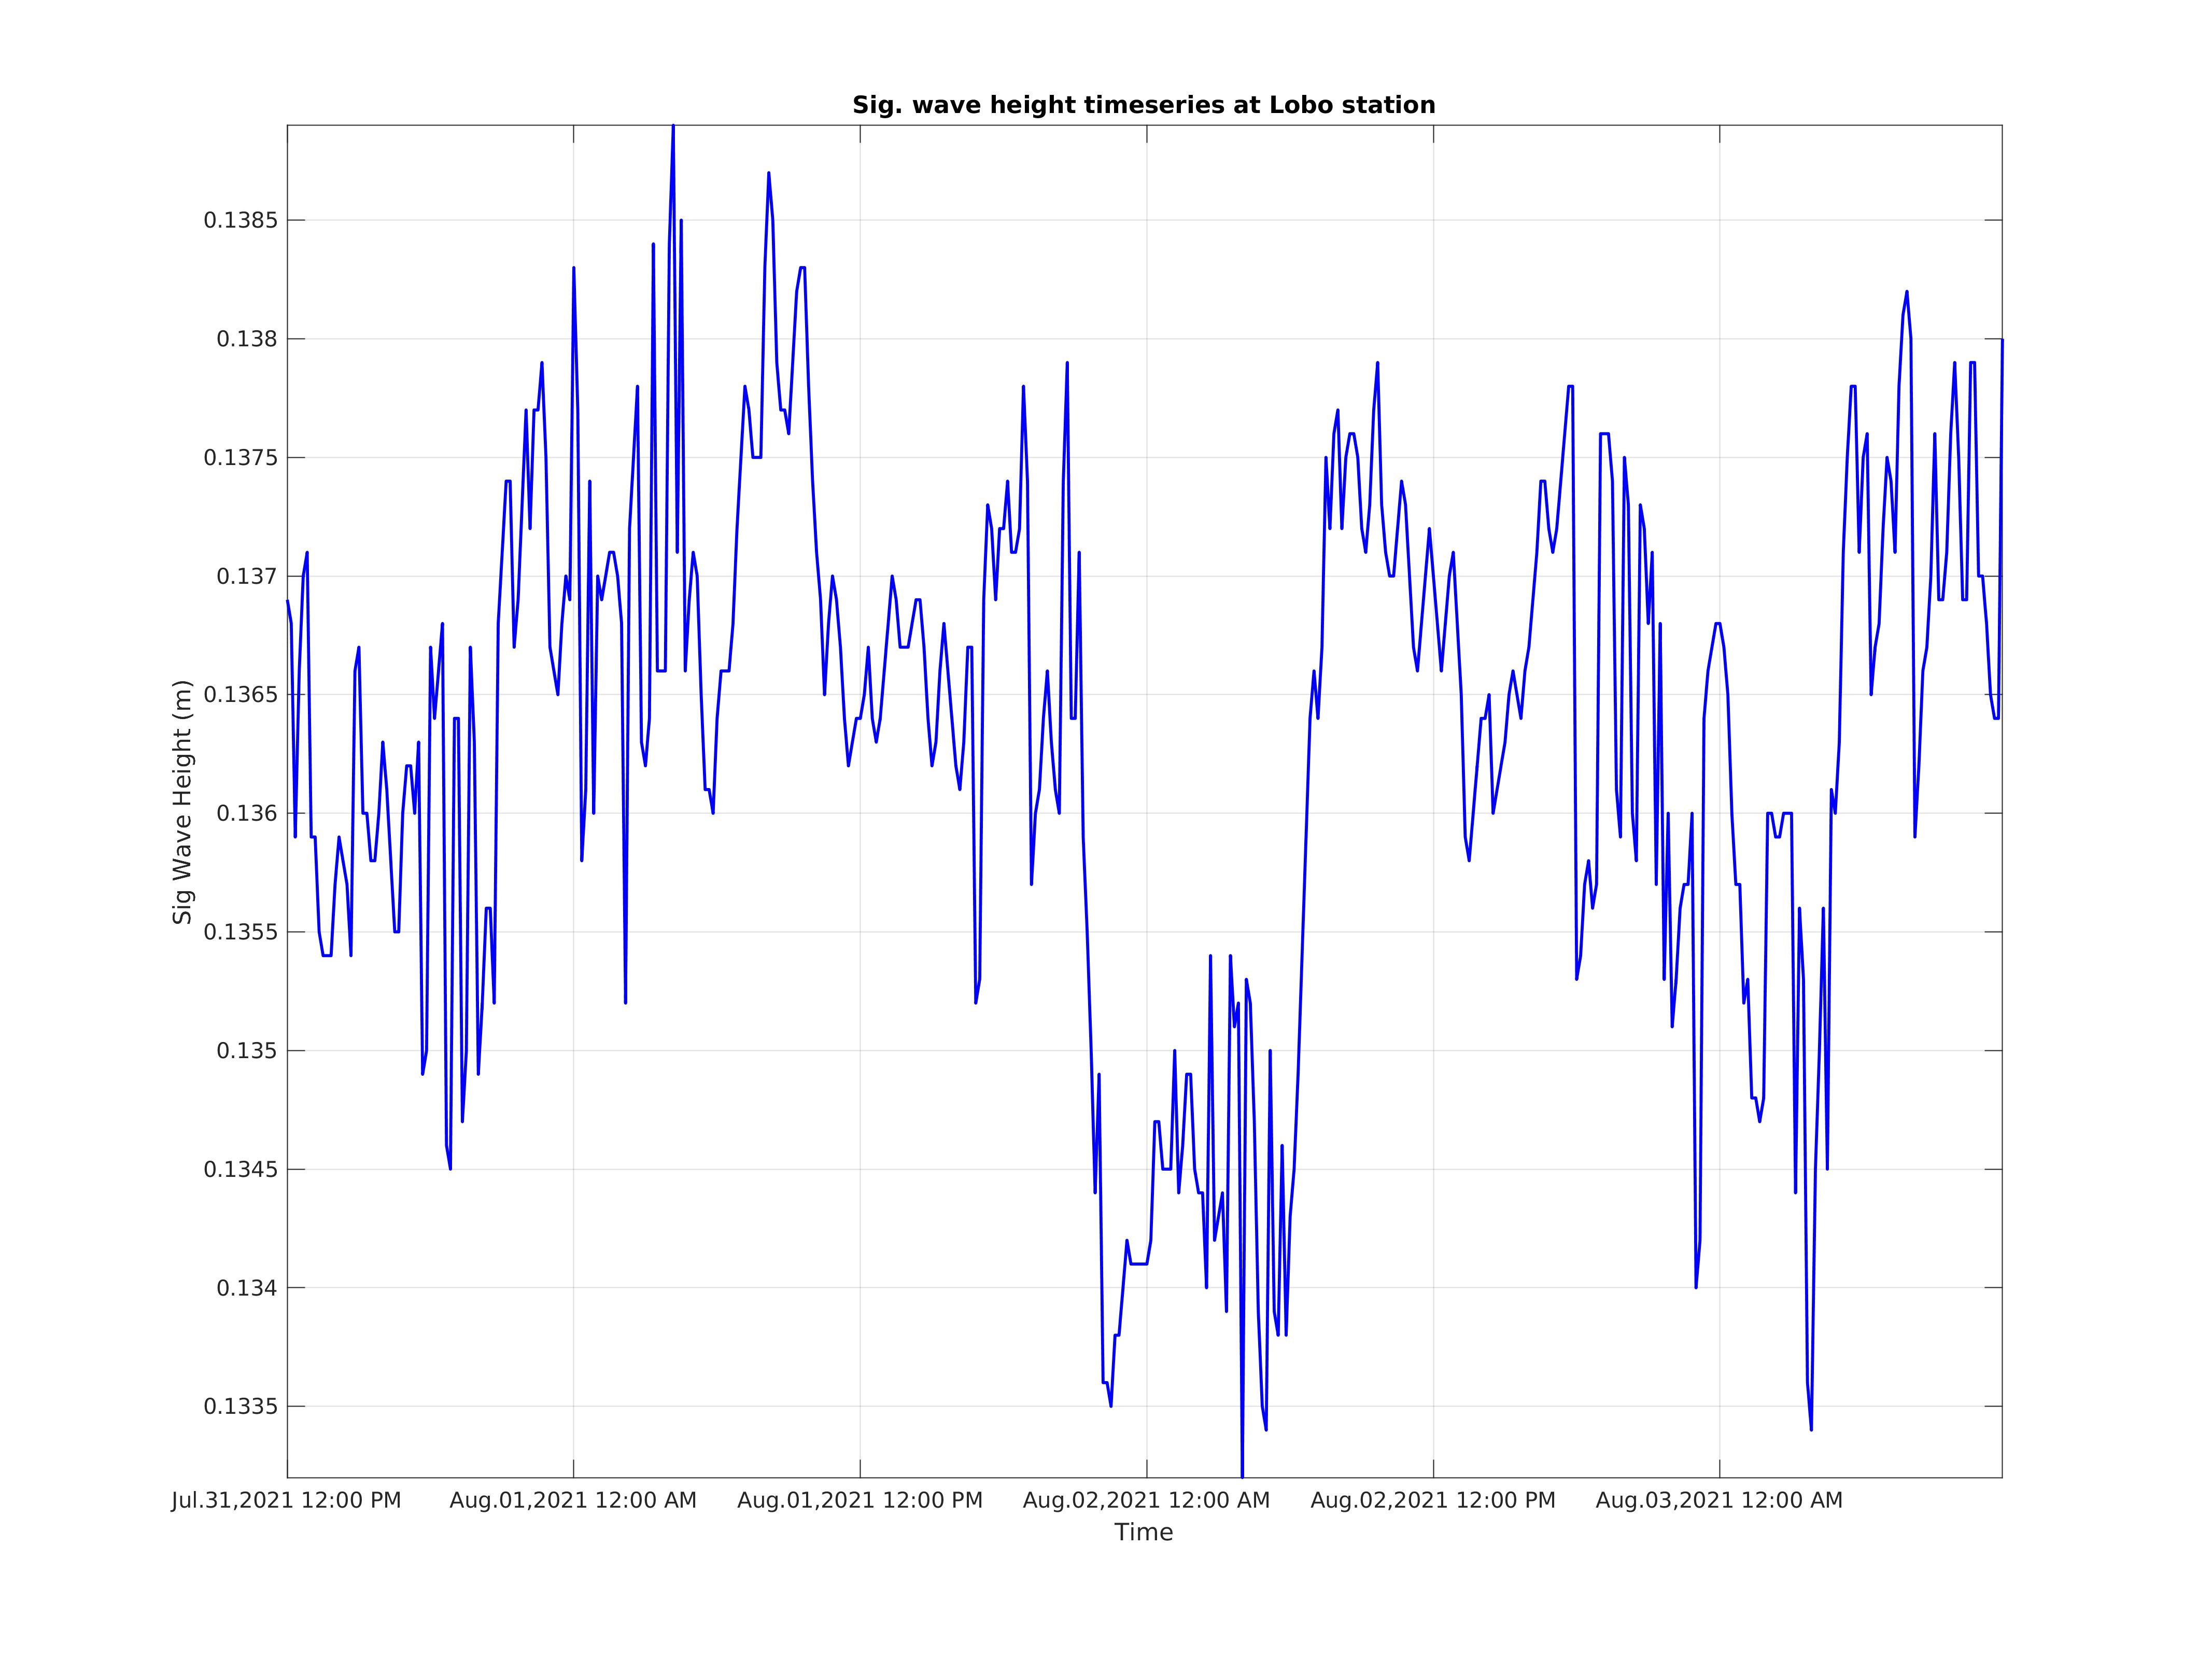 Sig. wave height timeseries at Lobo station
0.1385
0.138
0.1375
0.137
0.1365
0.136
0.1355
0.135
0.1345
0.134
0.1335
Sig Wave Height (m)
Jul.31,2021 12:00 PM
Aug.01,2021 12:00 AM
Aug.01,2021 12:00 PM
Aug.02,2021 12:00 AM
Aug.02,2021 12:00 PM
Aug.03,2021 12:00 AM
Time